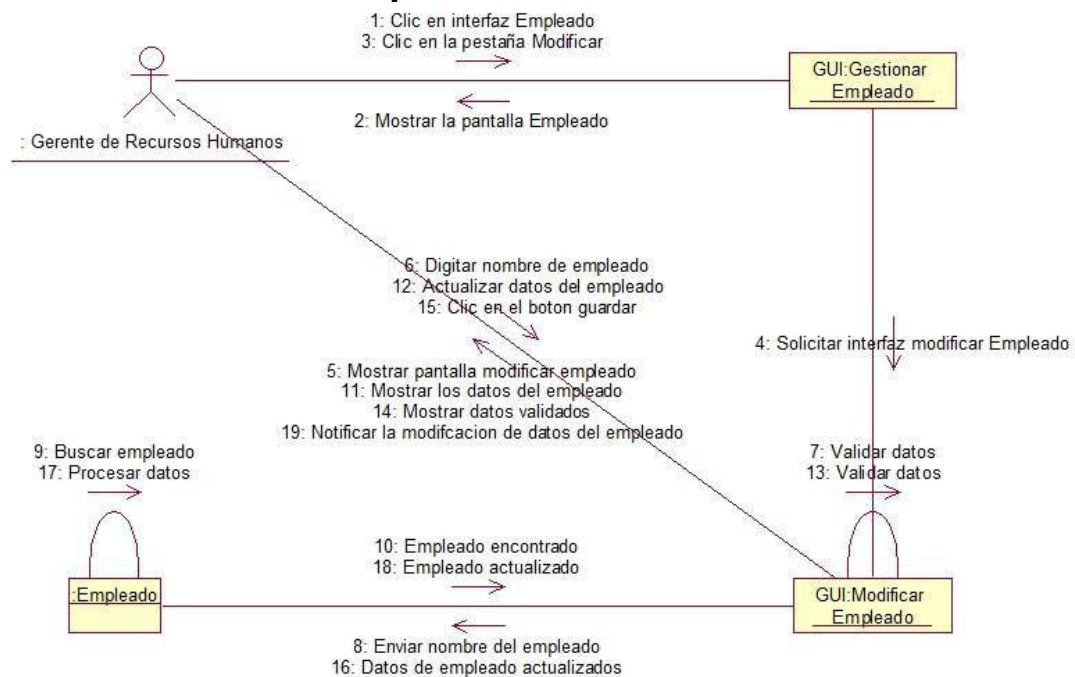 1: Clic en interfaz Empleado
3: Clic en la pestaña Modificar
GUI:Gestionar
Empleado
2: Mostrar la pantalla Empleado
: Gerente de Recursos Humanos
6: Digitar nombre de empleado
12: Actualizar datos del empleado
15: Clic en el boton guardar
4: Solicitar interfaz modificar Empleado
5: Mostrar pantalla modificar empleado
11: Mostrar los datos del empleado
14: Mostrar datos validados
19: Notificar la modifcacion de datos del empleado
9: Buscar empleado
17: Procesar datos
7: Validar datos
13: Validar datos
10: Empleado encontrado
18: Empleado actualizado
:Empleado
GUI:Modificar
Empleado
8: Enviar nombre del empleado
16: Datos de empleado actualizados